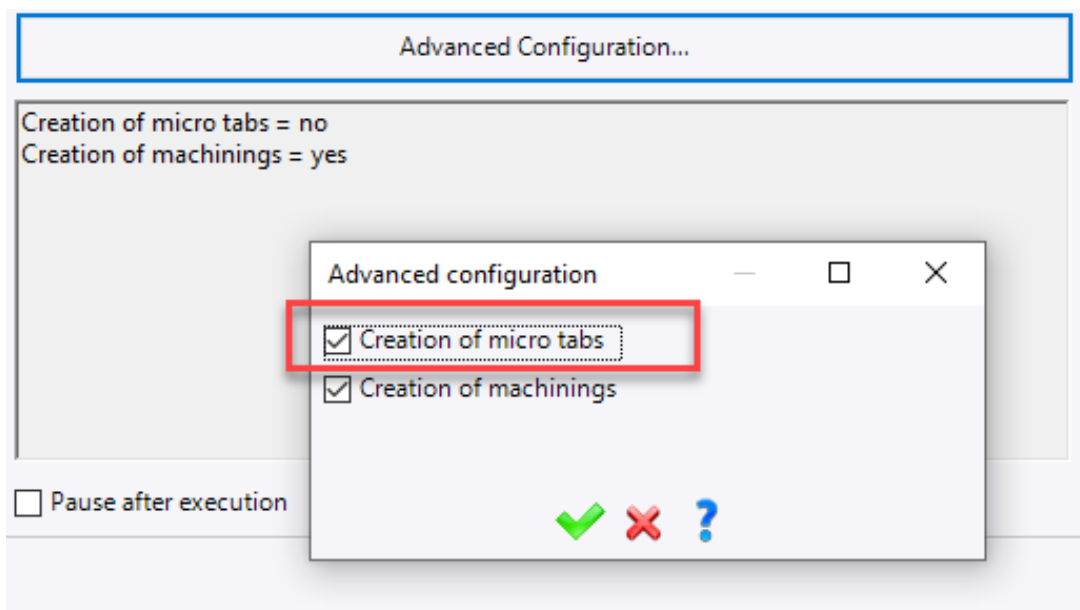 Advanced Configuration...
Creation of micro tabs = no
Creation of machinings = yes
Advanced configuration
Creation of micro tabs
Creation of machinings
Pause after execution